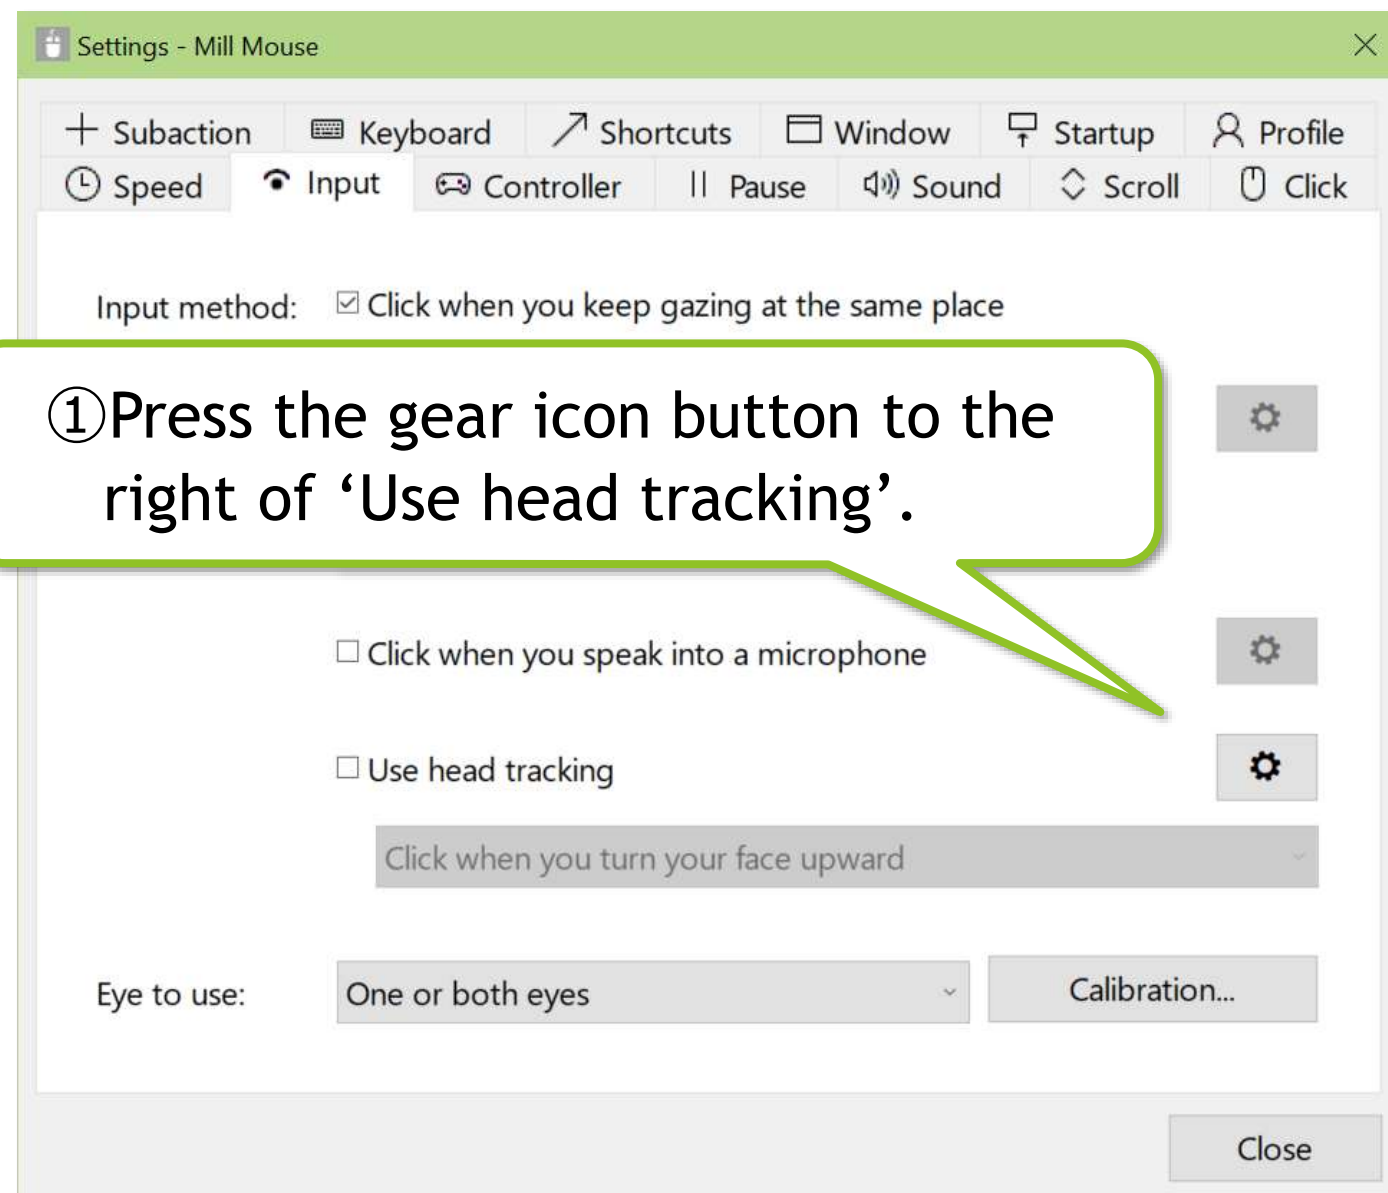 Settings - Mill Mouse
Subaction Keyboard Shortcuts Window Startup Profile
Speed Input Controller Pause Sound Scroll Click
Input method: Click when you keep gazing at the same place
①Press the gear icon button to the
right of ‘Use head tracking’.
Click when you speak into a microphone
Use head tracking
Click when you turn your face upward
Eye to use: One or both eyes Calibration...
Close